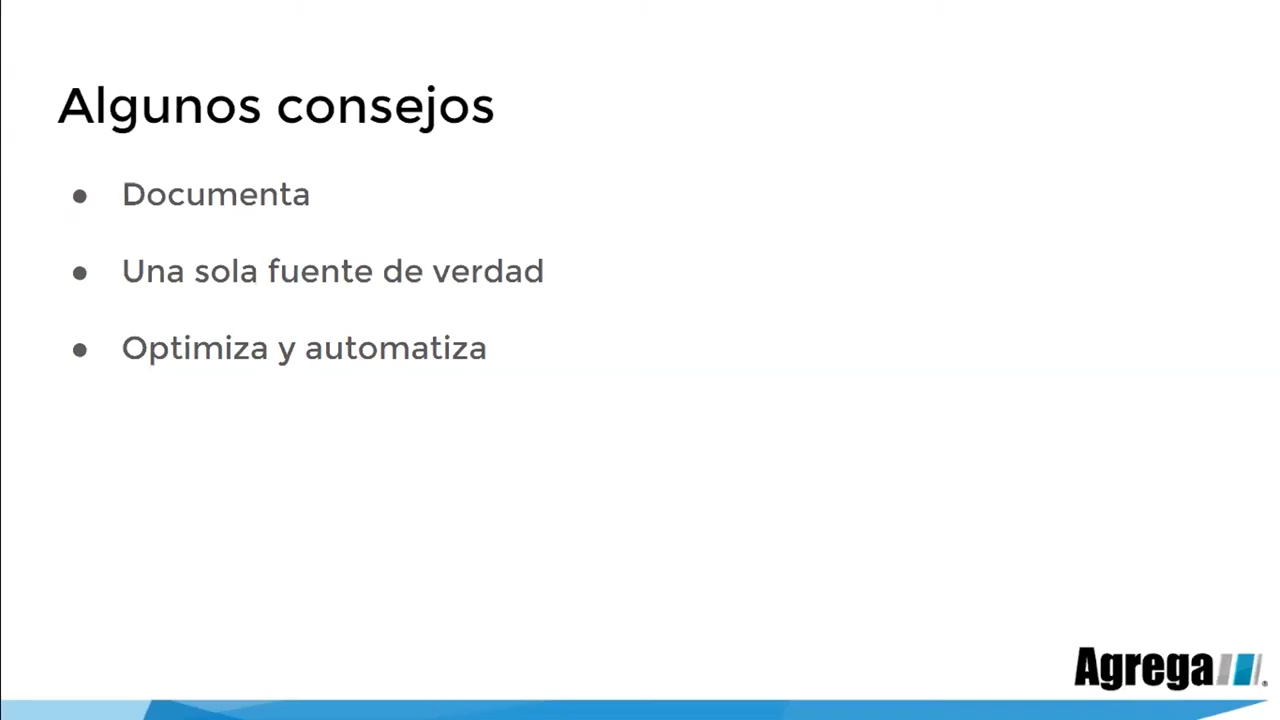 Algunos consejos
● Documenta
● Una sola fuente de verdad
● Optimiza y automatiza
Agrega®